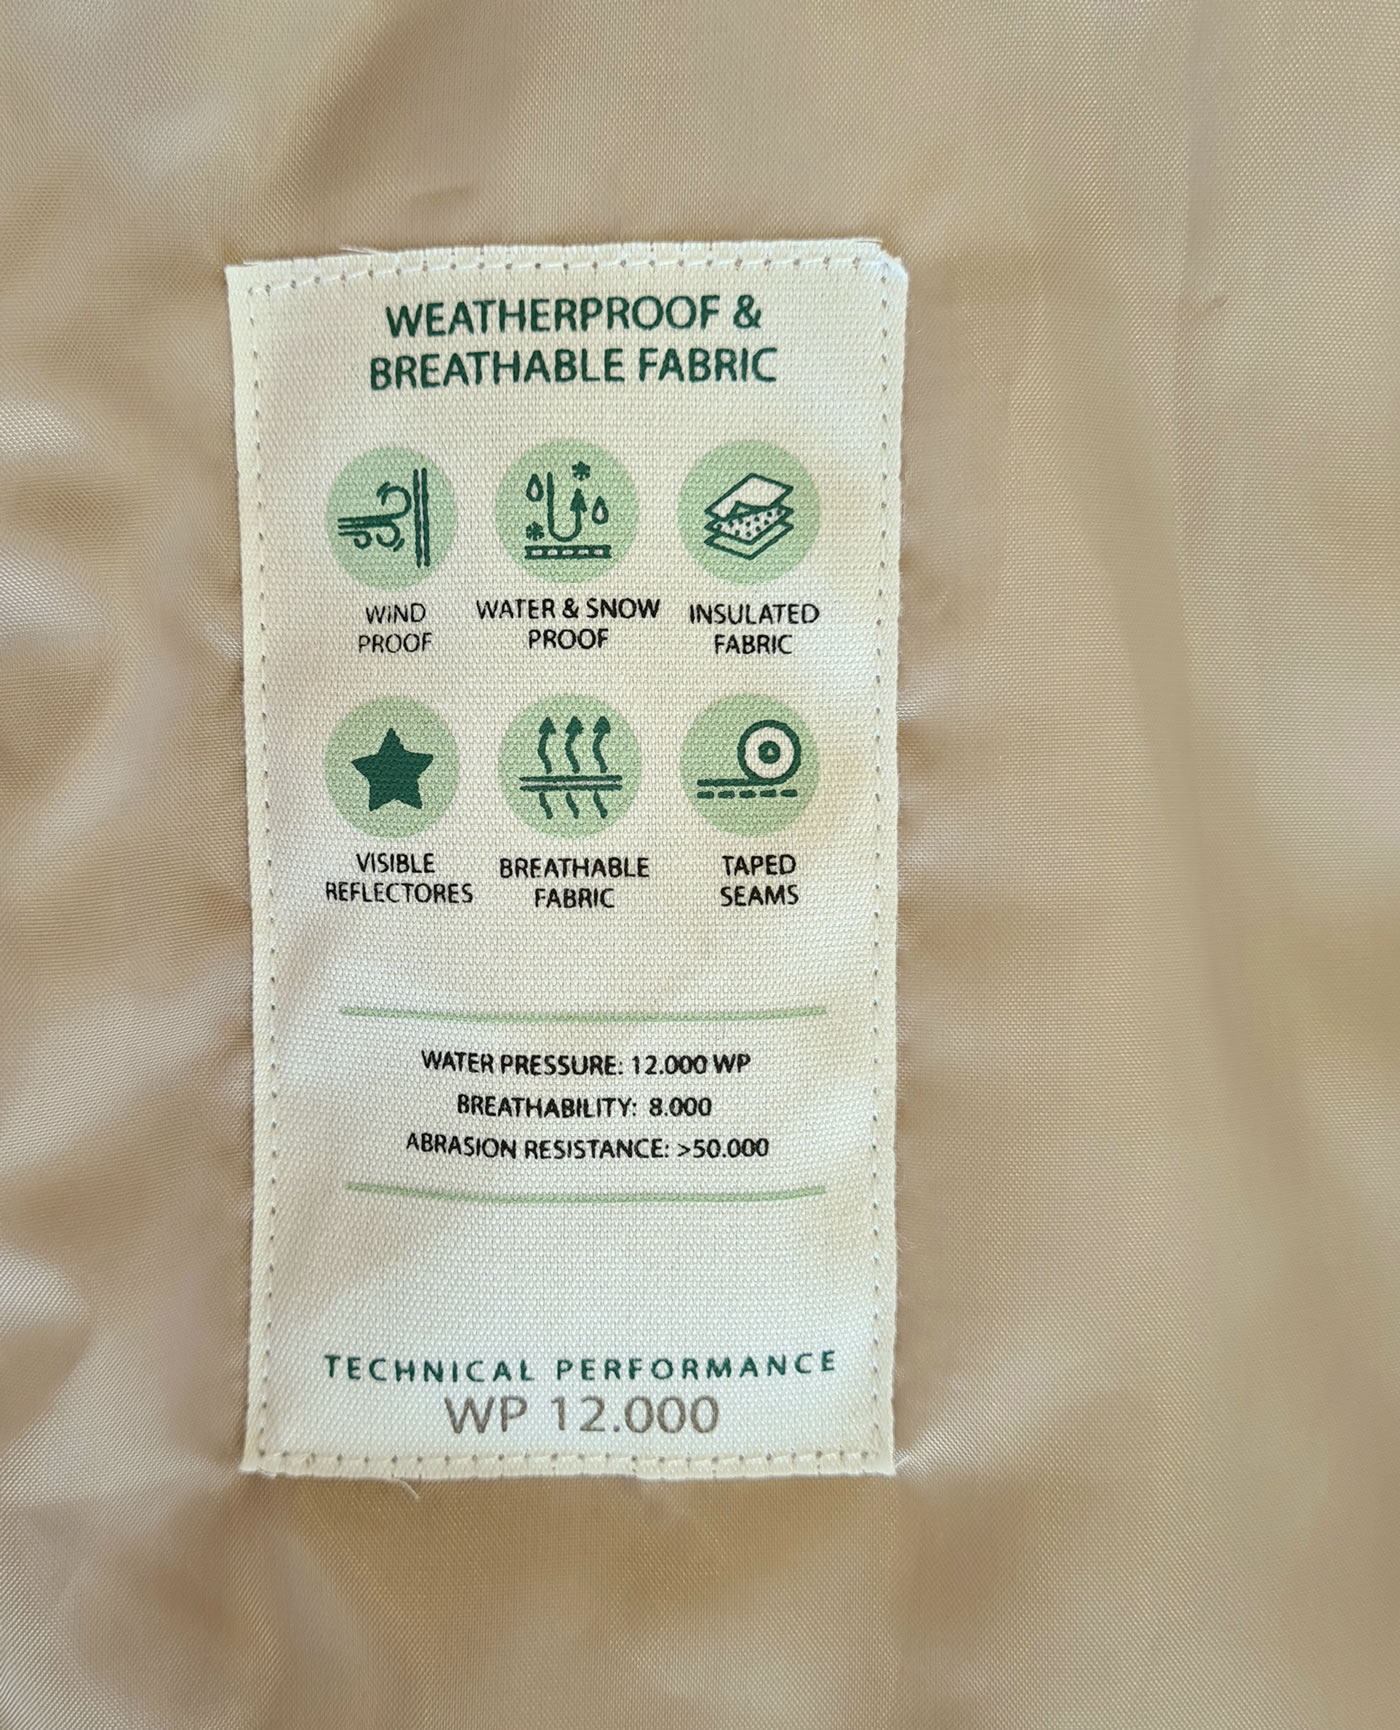 WEATHERPROOF &
BREATHABLE FABRIC
WIND
PROOF
WATER & SNOW
PROOF
INSULATED
FABRIC
VISIBLE
REFLECTORES
BREATHABLE
FABRIC
TAPED
SEAMS
WATER PRESSURE: 12.000 WP
BREATHABILITY: 8.000
ABRASION RESISTANCE: >50.000
TECHNICAL PERFORMANCE
WP 12.000